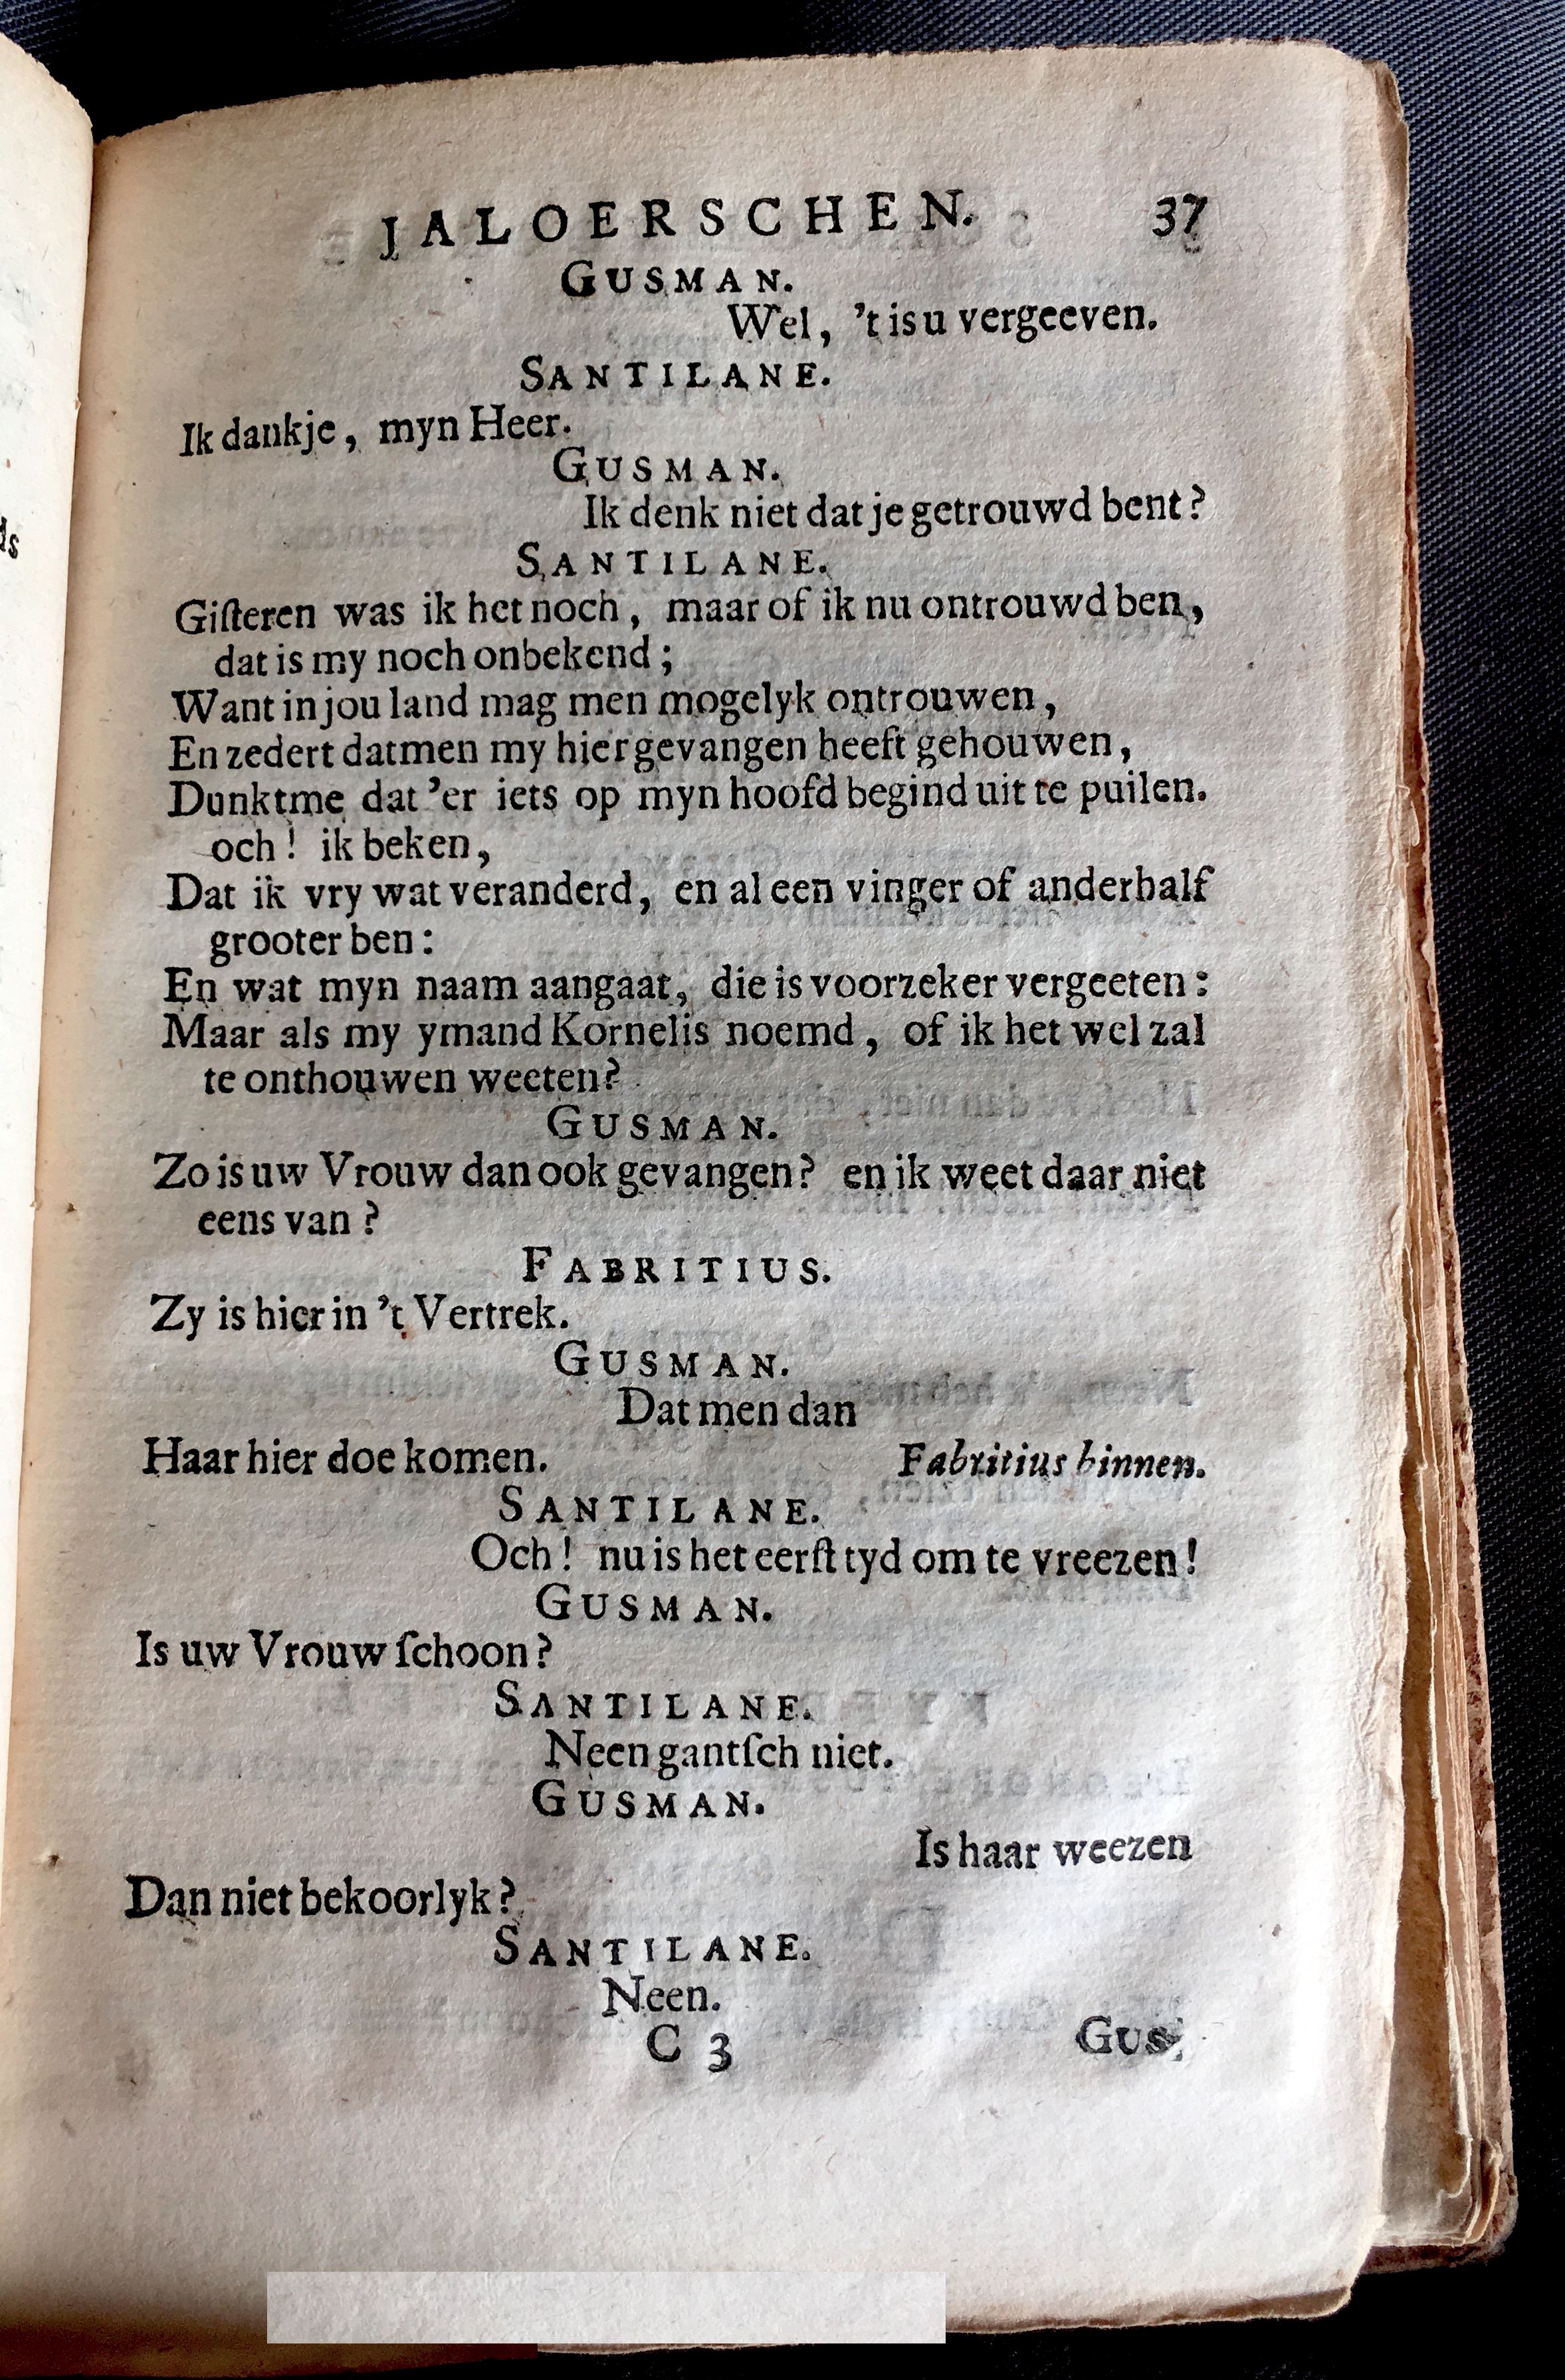 JALOERSCHEN. 37
GUSMAN.
Wel, 't is u vergeeven.
SANTILANE.
Ik dankje, myn Heer.
GUSMAN.
Ik denk niet dat je getrouwd bent?
SANTILANE.
Giſteren was ik het noch, maar of ik nu ontrouwd ben,
dat is my noch onbekend;
Want in jou land mag men mogelyk ontrouwen,
En zedert datmen my hier gevangen heeft gehouwen,
Dunktme dat 'er iets op myn hoofd begind uit te puilen.
och! ik beken,
Dat ik vry wat veranderd, en al een vinger of anderhalf
grooter ben:
En wat myn naam aangaat, die is voorzeker vergeeten:
Maar als my ymand Kornelis noemd, of ik het wel zal
te onthouwen weeten?
GUSMAN.
Zo is uw Vrouw dan ook gevangen? en ik weet daar niet
eens van?
FABRITIUS.
Zy is hier in 't Vertrek.
GUSMAN.
Dat men dan
Haar hier doe komen. Fabritius binnen.
SANTILANE.
Och! nu is het eerſt tyd om te vreezen!
GUSMAN.
Is uw Vrouw ſchoon?
SANTILANE.
Neen gantſch niet.
GUSMAN.
Is haar weezen
Dan niet bekoorlyk?
SANTILANE.
Neen.
C 3 GUS-